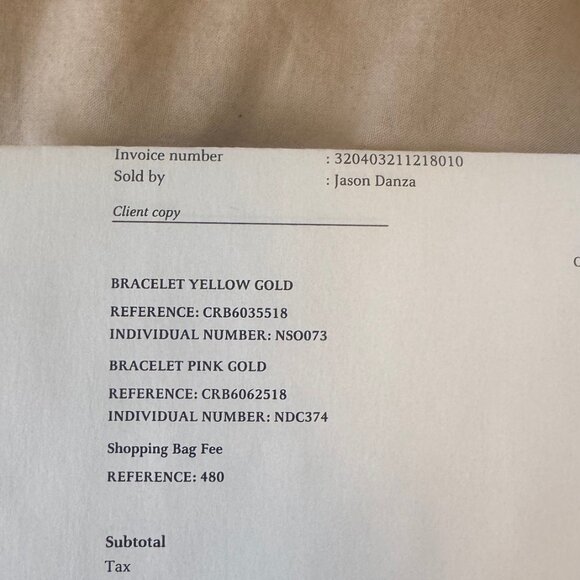 Invoice number : 320403211218010
Sold by : Jason Danza
Client copy
BRACELET YELLOW GOLD
REFERENCE: CRB6035518
INDIVIDUAL NUMBER: NSO073
BRACELET PINK GOLD
REFERENCE: CRB6062518
INDIVIDUAL NUMBER: NDC374
Shopping Bag Fee
REFERENCE: 480
Subtotal
Tax